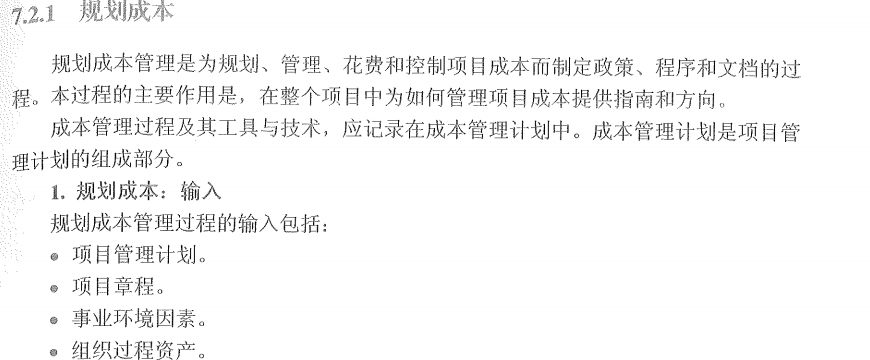 7.2.1 规划成本
规划成本管理是为规划、管理、花费和控制项目成本而制定政策、程序和文档的过
程。本过程的主要作用是，在整个项目中为如何管理项目成本提供指南和方向。
成本管理过程及其工具与技术，应记录在成本管理计划中。成本管理计划是项目管
理计划的组成部分。
1. 规划成本：输入
规划成本管理过程的输入包括：
• 项目管理计划。
• 项目章程。
• 事业环境因素。
• 组织过程资产。